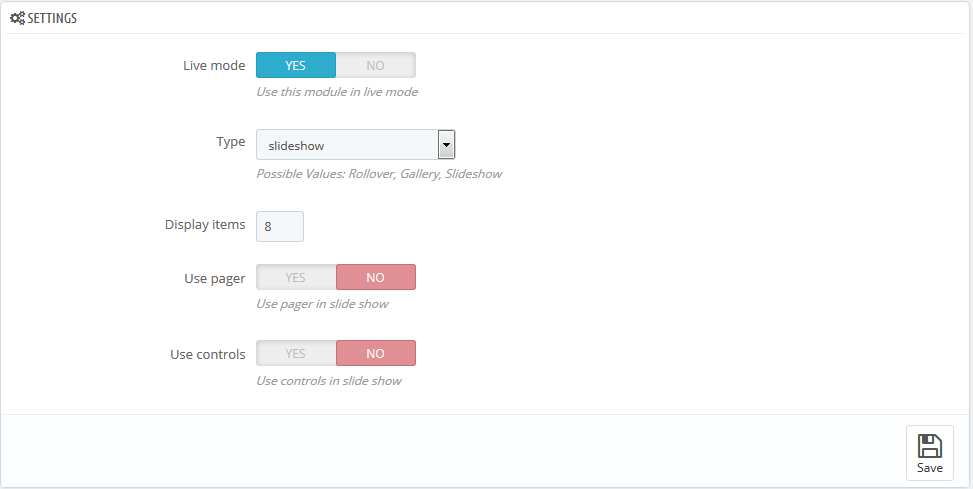 SETTINGS
Live mode YES NO
Use this module in live mode
Type slideshow
Possible Values: Rollover, Gallery, Slideshow
Display items 8
Use pager YES NO
Use pager in slide show
Use controls YES NO
Use controls in slide show
Save